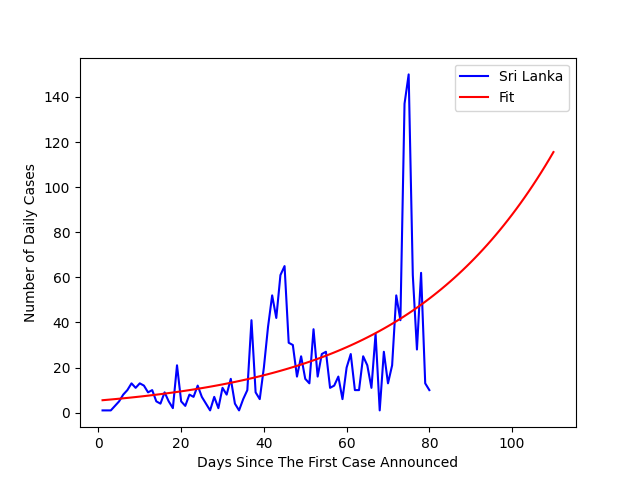 Sri Lanka
Fit
Number of Daily Cases
140
120
100
80
60
40
20
0
0 20 40 60 80 100
Days Since The First Case Announced